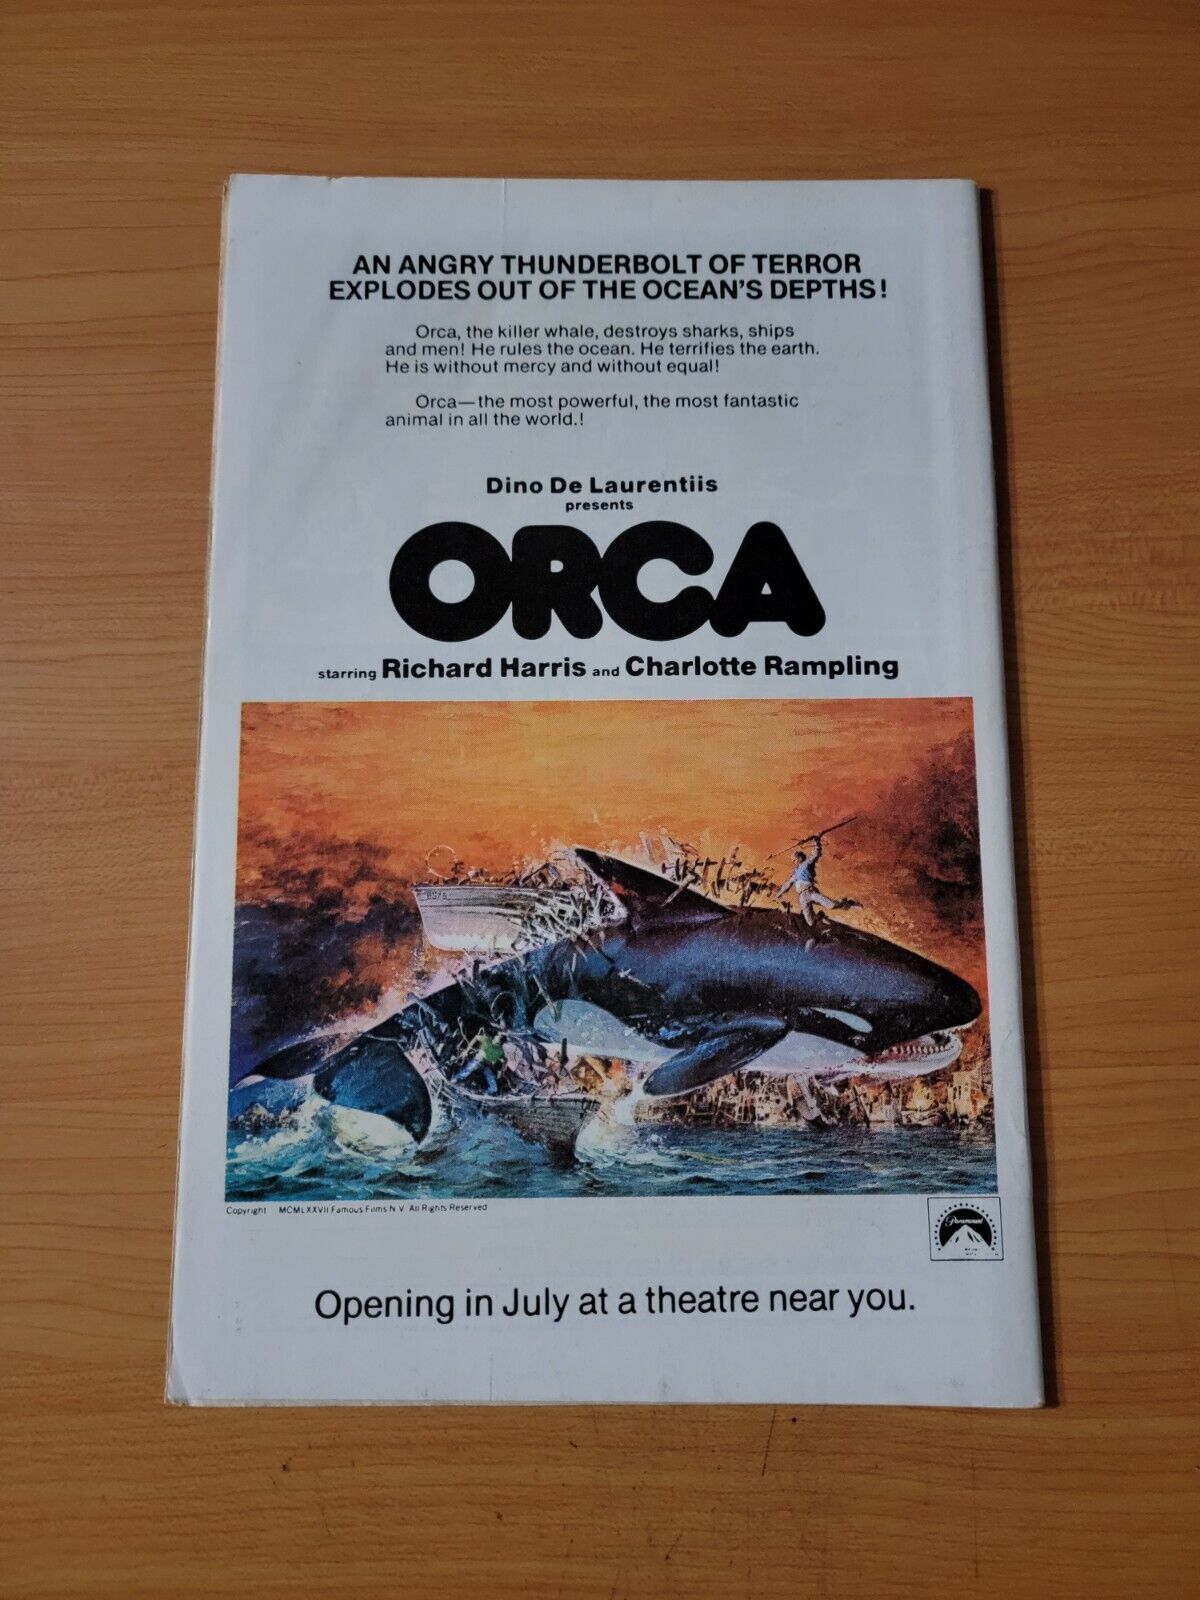 AN ANGRY THUNDERBOLT OF TERROR
EXPLODES OUT OF THE OCEAN'S DEPTHS!
Orca, the killer whale, destroys sharks, ships
and men! He rules the ocean. He terrifies the earth.
He is without mercy and without equal!
Orca—the most powerful, the most fantastic
animal in all the world.!
Dino De Laurentiis
presents
ORCA
starring Richard Harris and Charlotte Rampling
Copyright MCMLXXVII Famous Films N V All Rights Reserved
Paramount
Opening in July at a theatre near you.